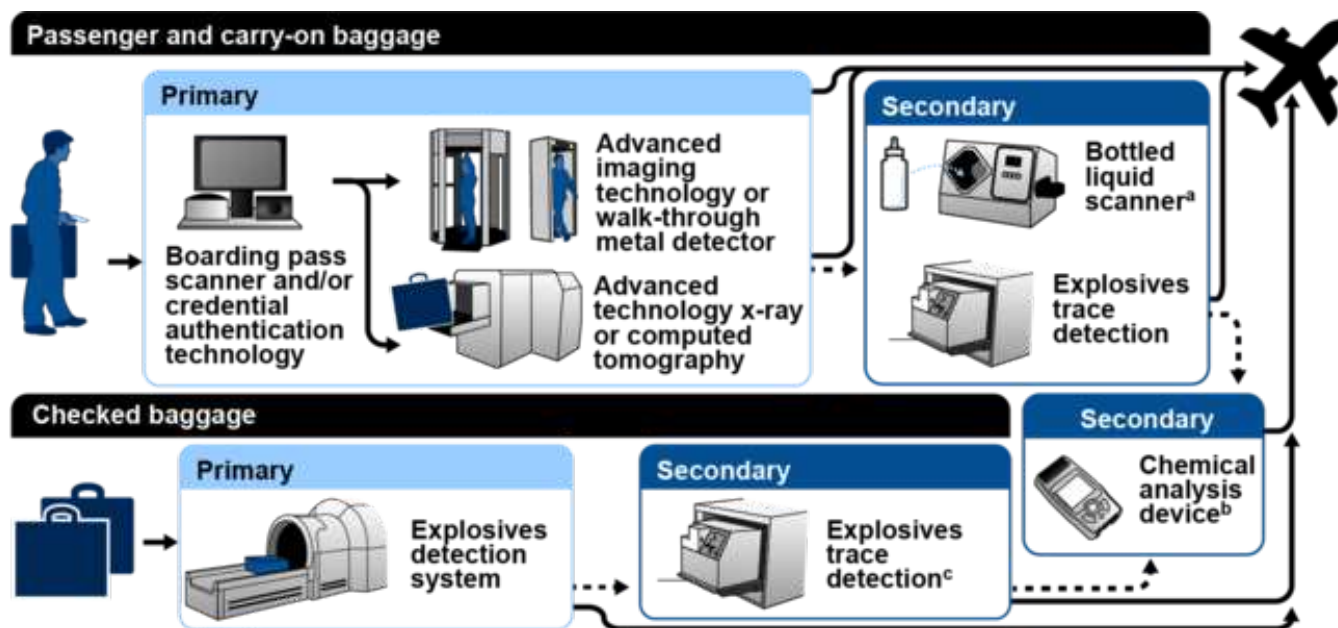 Passenger and carry-on baggage
Primary
Boarding pass
scanner and/or
credential
authentication
technology
Advanced
imaging
technology or
walk-through
metal detector
Advanced
technology x-ray
or computed
tomography
Secondary
Bottled
liquid
scannerᵃ
Explosives
trace
detection
Checked baggage
Primary
Explosives
detection
system
Secondary
Explosives
trace
detectionᶜ
Secondary
Chemical
analysis
deviceᵇ